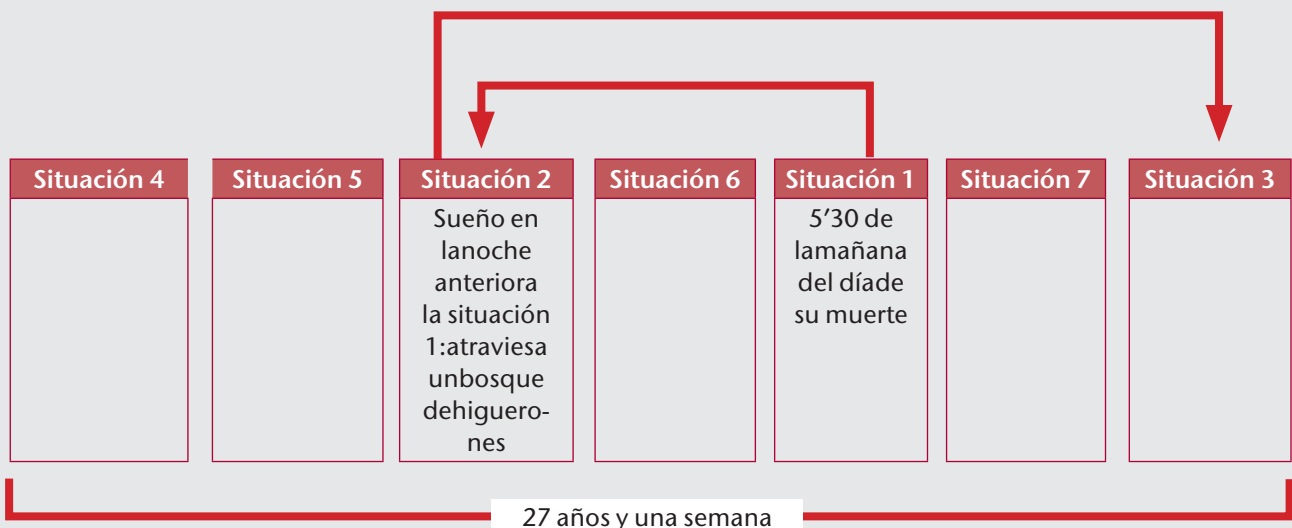 Situación 4
Situación 5
Situación 2
Situación 6
Situación 1
Situación 7
Situación 3
Sueño en
lanoche
anteriora
la situación
1:atraviesa
unbosque
dehiguero-
nes
5’30 de
lamañana
del díade
su muerte
27 años y una semana